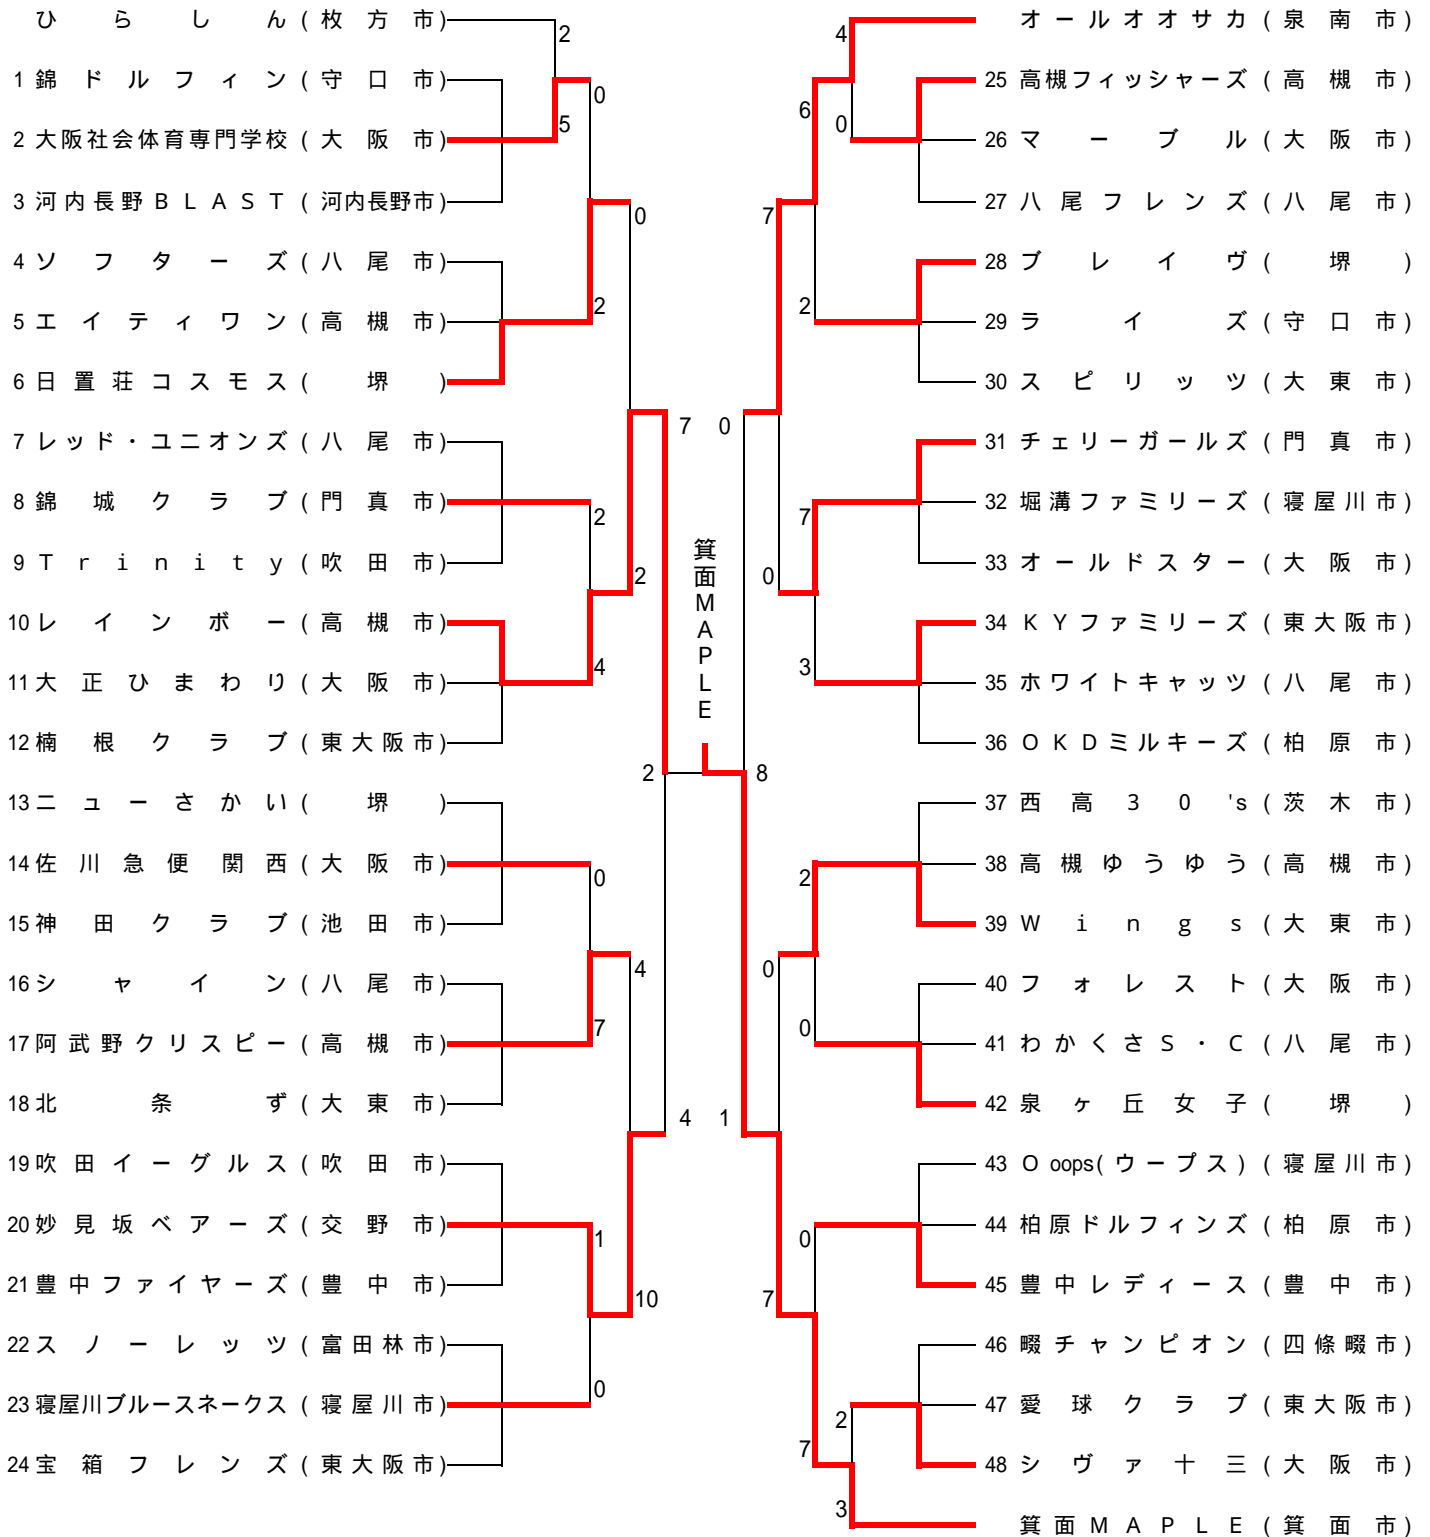 ひらしん(枚方市)
1 錦ドルフィン(守口市)
2 大阪社会体育専門学校(大阪市)
3 河内長野BLAST(河内長野市)
4 ソフターズ(八尾市)
5 エイティワン(高槻市)
6 日置荘コスモス(堺)
7 レッド・ユニオンズ(八尾市)
8 錦城クラブ(門真市)
9 Trinity(吹田市)
10 レインボー(高槻市)
11 大正ひまわり(大阪市)
12 楠根クラブ(東大阪市)
13 ニューさかい(堺)
14 佐川急便関西(大阪市)
15 神田クラブ(池田市)
16 シャイン(八尾市)
17 阿武野クリスピー(高槻市)
18 北条ず(大東市)
19 吹田イーグルス(吹田市)
20 妙見坂ベアーズ(交野市)
21 豊中ファイヤーズ(豊中市)
22 スノーレッツ(富田林市)
23 寝屋川ブルースネークス(寝屋川市)
24 宝箱フレンズ(東大阪市)
2
5
0
2
0
2
4
2
7
2
0
7
4
1
0
10
4
箕面MAPLE
0
8
1
4
0
6
2
7
7
3
0
2
0
0
0
7
2
3
7
オールオオサカ(泉南市)
25 高槻フィッシャーズ(高槻市)
26 マーブル(大阪市)
27 八尾フレンズ(八尾市)
28 ブレイヴ(堺)
29 ライズ(守口市)
30 スピリッツ(大東市)
31 チェリーガールズ(門真市)
32 堀溝ファミリーズ(寝屋川市)
33 オールドスター(大阪市)
34 KYファミリーズ(東大阪市)
35 ホワイトキャッツ(八尾市)
36 OKDミルキーズ(柏原市)
37 西高30's(茨木市)
38 高槻ゆうゆう(高槻市)
39 Wings(大東市)
40 フォレスト(大阪市)
41 わかくさS・C(八尾市)
42 泉ヶ丘女子(堺)
43 Ooops(ウープス)(寝屋川市)
44 柏原ドルフィンズ(柏原市)
45 豊中レディース(豊中市)
46 畷チャンピオン(四條畷市)
47 愛球クラブ(東大阪市)
48 シヴァ十三(大阪市)
箕面MAPLE(箕面市)